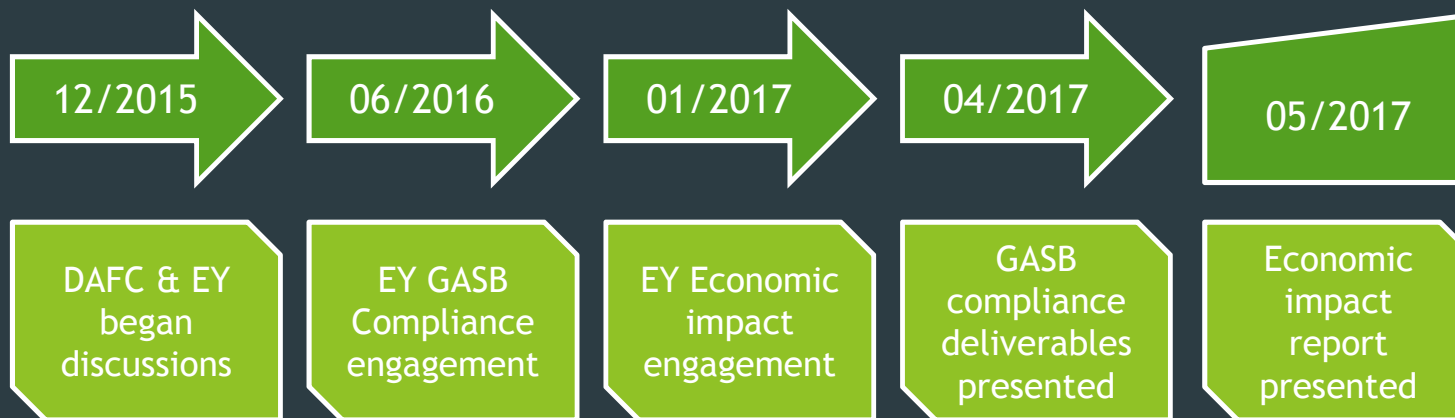 12/2015
06/2016
01/2017
04/2017
05/2017
DAFC & EY
began
discussions
EY GASB
Compliance
engagement
EY Economic
impact
engagement
GASB
compliance
deliverables
presented
Economic
impact
report
presented